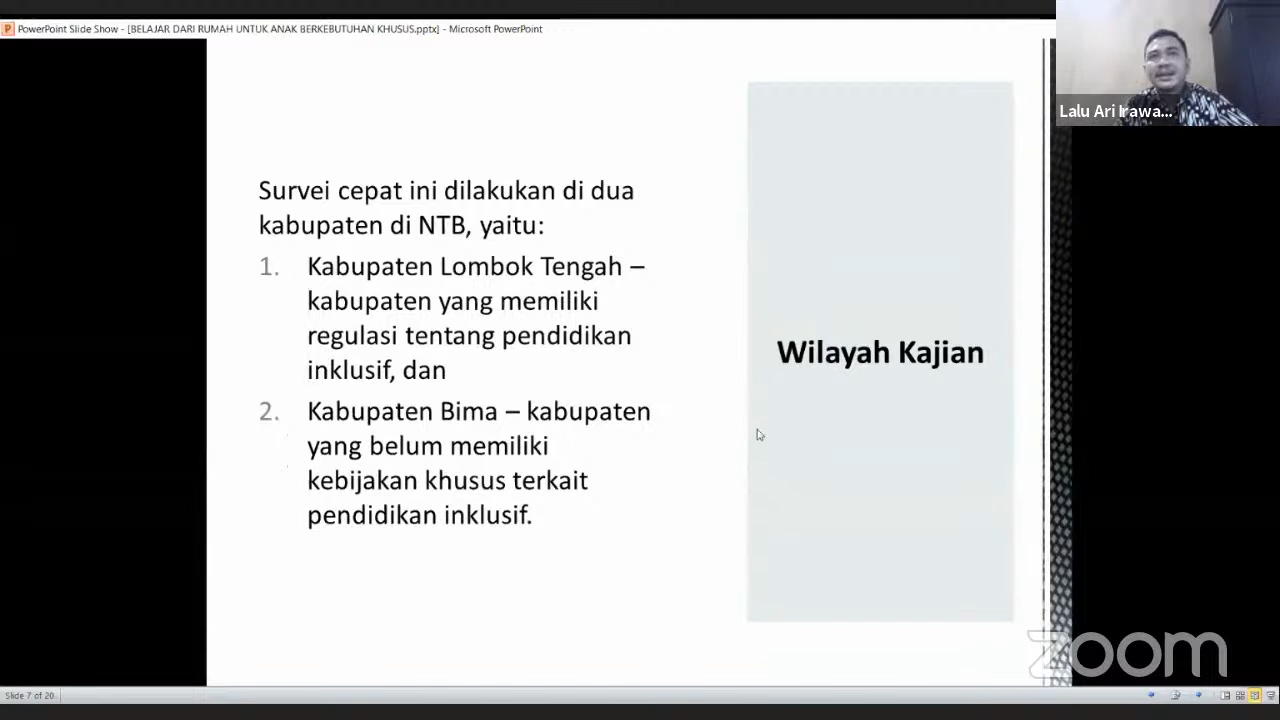 PowerPoint Slide Show - [BELAJAR DARI RUMAH UNTUK ANAK BERKEBUTUHAN KHUSUS.pptx] - Microsoft PowerPoint
Lalu Ari Irawa...
Survei cepat ini dilakukan di dua
kabupaten di NTB, yaitu:
1. Kabupaten Lombok Tengah –
kabupaten yang memiliki
regulasi tentang pendidikan
inklusif, dan
2. Kabupaten Bima – kabupaten
yang belum memiliki
kebijakan khusus terkait
pendidikan inklusif.
Wilayah Kajian
zoom
Slide 7 of 20